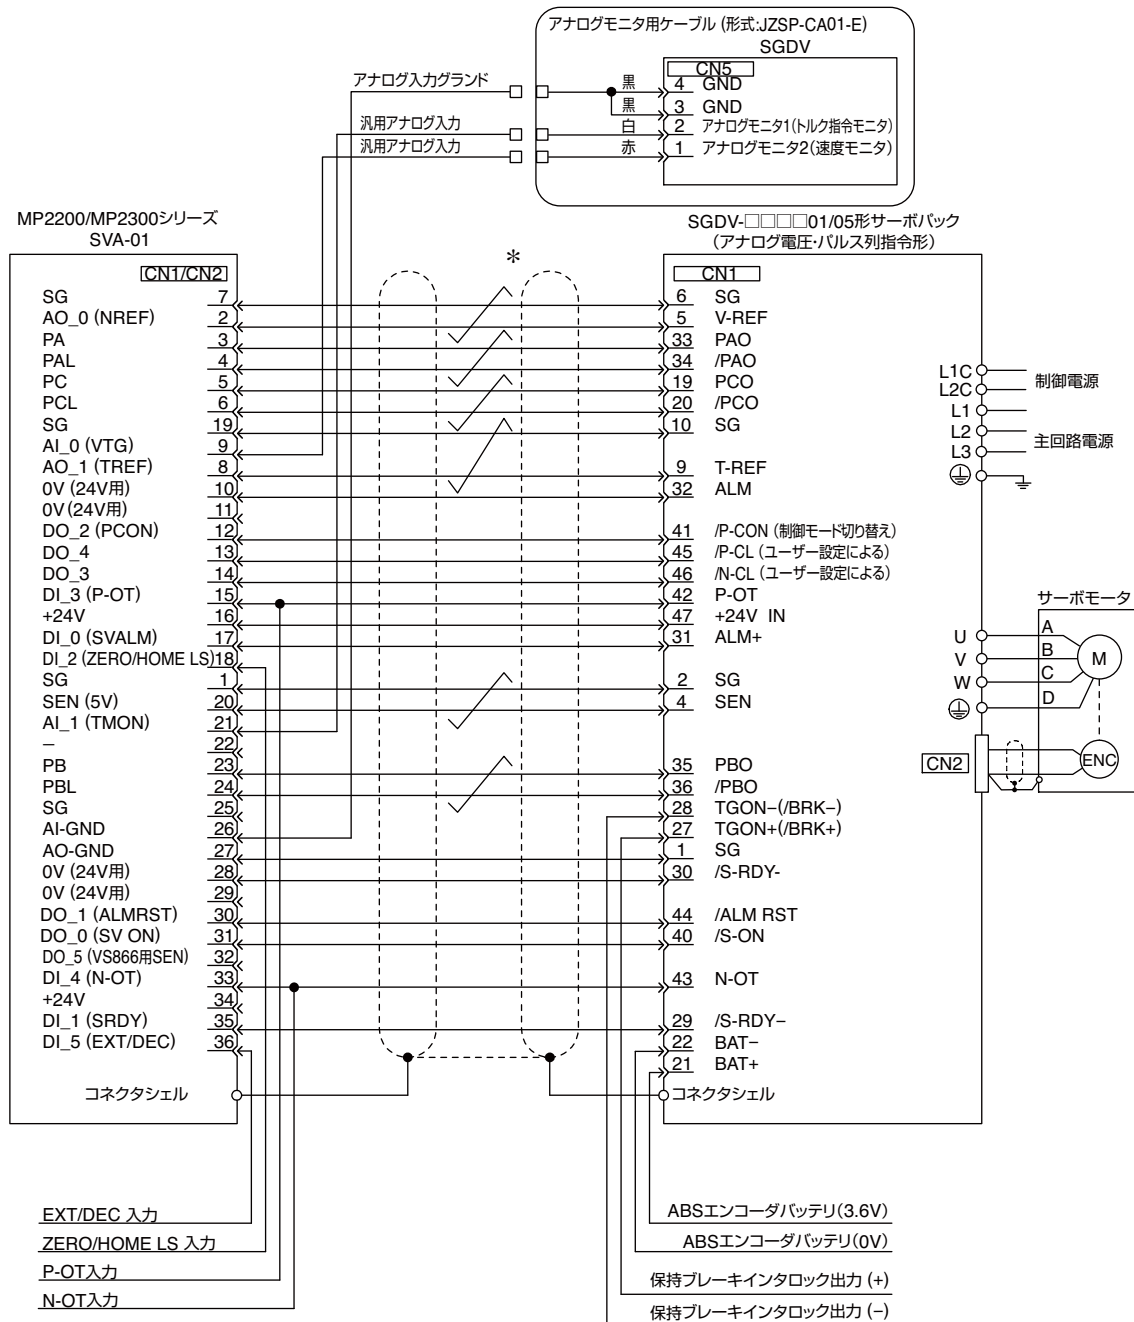 アナログモニタ用ケーブル (形式:JZSP-CA01-E)
SGDV
CN5
アナログ入力グランド
黒 4 GND
黒 3 GND
汎用アナログ入力
白 2 アナログモニタ1(トルク指令モニタ)
汎用アナログ入力
赤 1 アナログモニタ2(速度モニタ)
MP2200/MP2300シリーズ
SVA-01
CN1/CN2
SG 7
AO_0 (NREF) 2
PA 3
PAL 4
PC 5
PCL 6
SG 19
AI_0 (VTG) 9
AO_1 (TREF) 8
0V (24V用) 10
0V (24V用) 11
DO_2 (PCON) 12
DO_4 13
DO_3 14
DI_3 (P-OT) 15
+24V 16
DI_0 (SVALM) 17
DI_2 (ZERO/HOME LS) 18
SG 1
SEN (5V) 20
AI_1 (TMON) 21
– 22
PB 23
PBL 24
SG 25
AI-GND 26
AO-GND 27
0V (24V用) 28
0V (24V用) 29
DO_1 (ALMRST) 30
DO_0 (SV ON) 31
DO_5 (VS866用SEN) 32
DI_4 (N-OT) 33
+24V 34
DI_1 (SRDY) 35
DI_5 (EXT/DEC) 36
コネクタシェル
*
SGDV-□□□□01/05形サーボパック
(アナログ電圧・パルス列指令形)
CN1
6 SG
5 V-REF
33 PAO
34 /PAO
19 PCO
20 /PCO
10 SG
9 T-REF
32 ALM
41 /P-CON (制御モード切り替え)
45 /P-CL (ユーザー設定による)
46 /N-CL (ユーザー設定による)
42 P-OT
47 +24V IN
31 ALM+
2 SG
4 SEN
35 PBO
36 /PBO
28 TGON−(/BRK−)
27 TGON+(/BRK+)
1 SG
30 /S-RDY-
44 /ALM RST
40 /S-ON
43 N-OT
29 /S-RDY−
22 BAT−
21 BAT+
コネクタシェル
L1C
L2C
制御電源
L1
L2
L3
主回路電源
サーボモータ
U A
V B
W C
D
M
CN2
ENC
EXT/DEC 入力
ZERO/HOME LS 入力
P-OT入力
N-OT入力
ABSエンコーダバッテリ(3.6V)
ABSエンコーダバッテリ(0V)
保持ブレーキインタロック出力 (+)
保持ブレーキインタロック出力 (−)